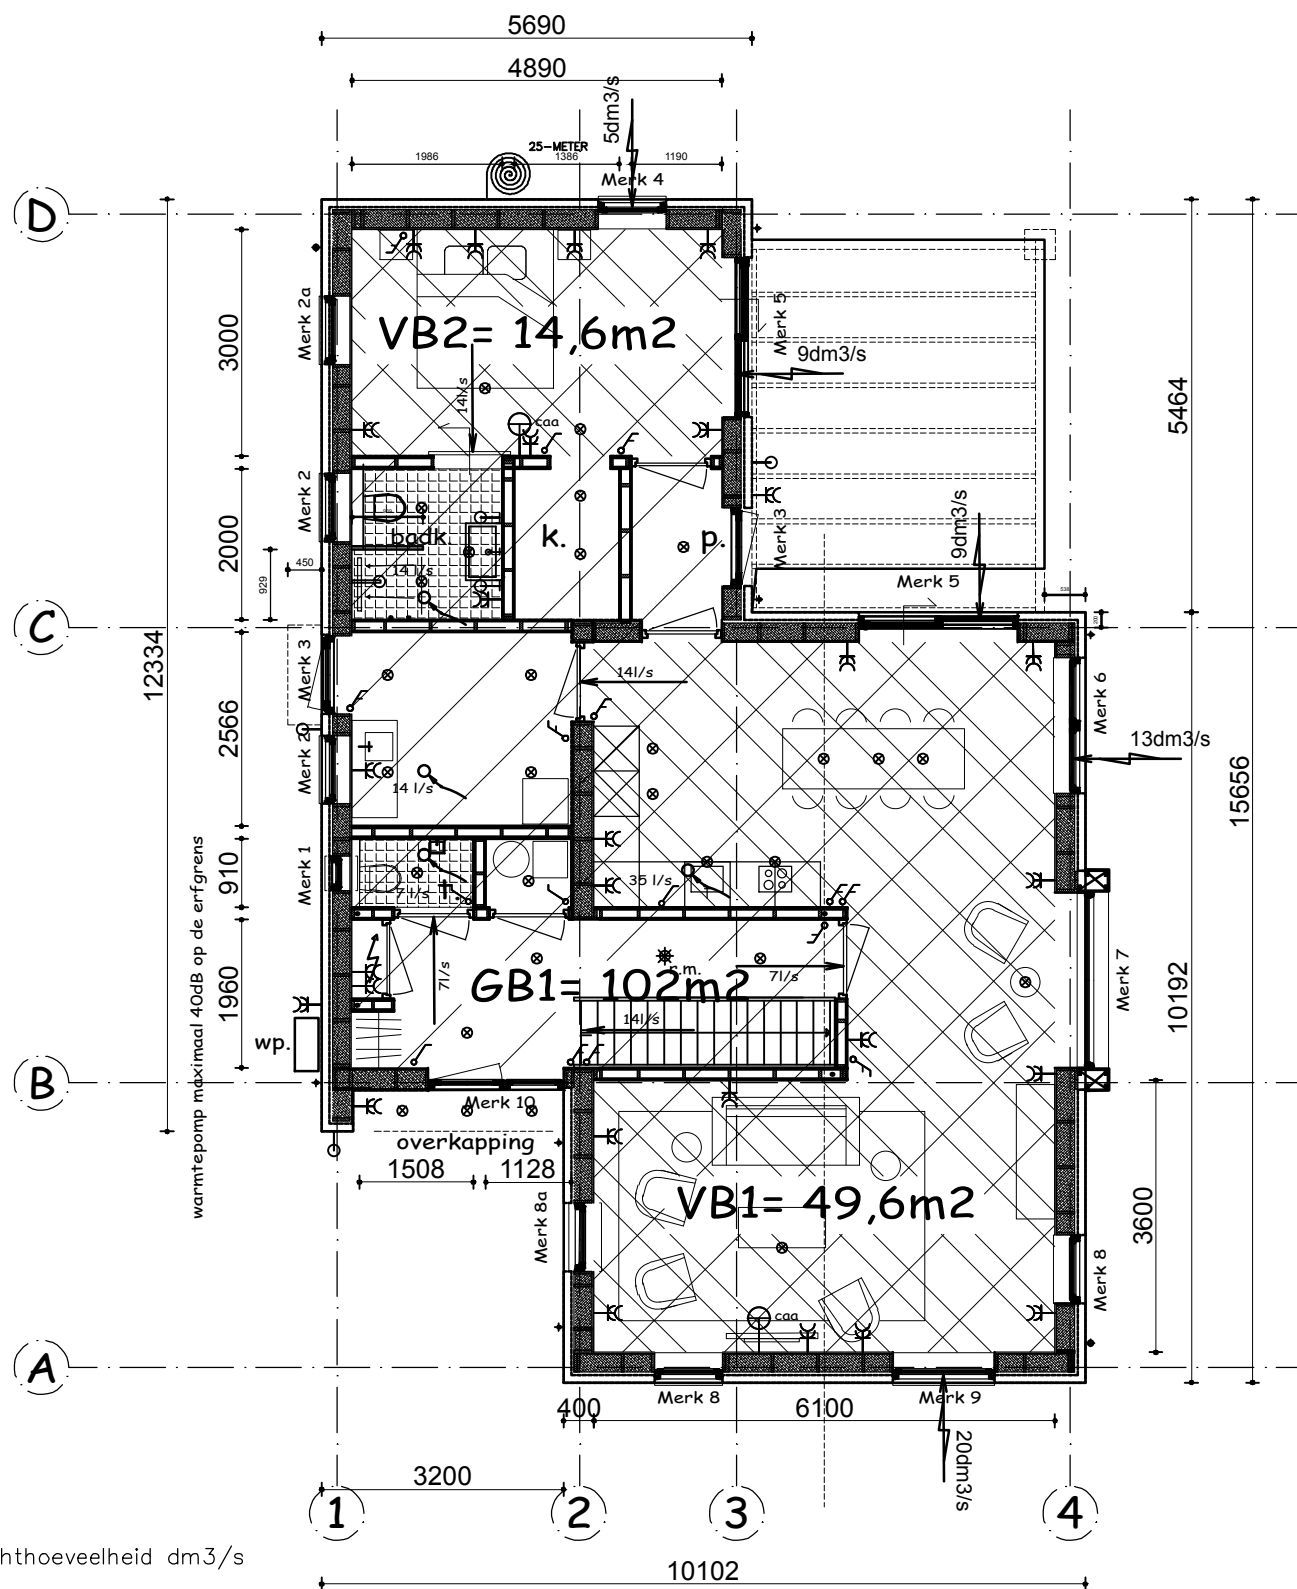 5690
4890
5dm3/s
25-METER
1986
1386
1190
Merk 4
D
Merk 2a
3000
VB2= 14,6m2
Merk 5
9dm3/s
14l/s
caa
5464
Merk 2
2000
badk.
k.
p.
Merk 3
9dm3/s
14l/s
450
929
Merk 5
538
C
12334
Merk 3
14l/s
Merk 6
2566
Merk 2a
13dm3/s
14 l/s
15656
910
Merk 1
7 l/s
t.
35 l/s
warmtepomp maximaal 40dB op de erfgrens
1960
7l/s
r.m.
GB1= 102m2
7l/s
Merk 7
10192
14l/s
wp.
B
Merk 10
overkapping
1508
1128
Merk 8a
VB1= 49,6m2
3600
Merk 8
caa
A
Merk 8
Merk 9
400
6100
20dm3/s
3200
1
2
3
4
hthoeveelheid dm3/s
10102